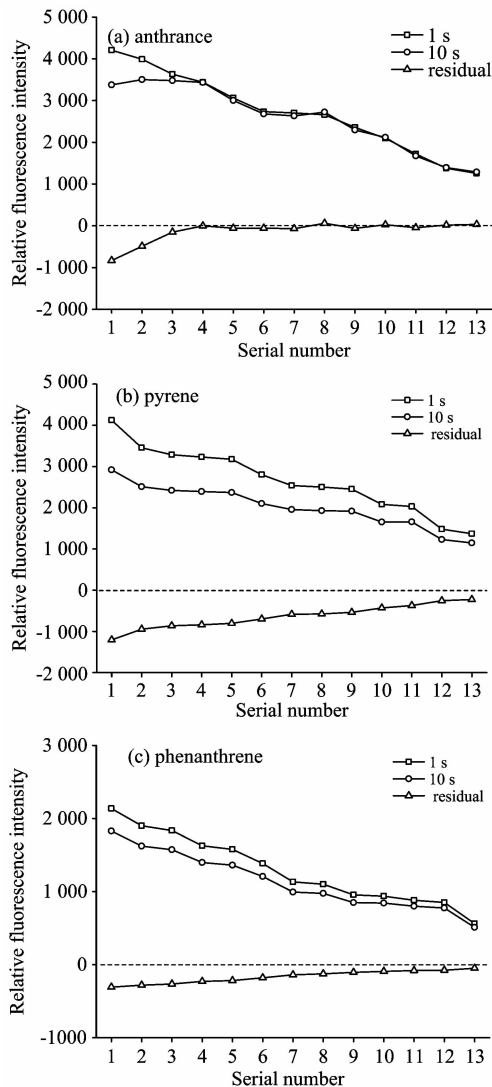 (a) anthrance
1 s
10 s
residual
Relative fluorescence intensity
5 000
4 000
3 000
2 000
1 000
0
-1 000
-2 000
1 2 3 4 5 6 7 8 9 10 11 12 13
Serial number
(b) pyrene
1 s
10 s
residual
Relative fluorescence intensity
5 000
4 000
3 000
2 000
1 000
0
-1 000
-2 000
1 2 3 4 5 6 7 8 9 10 11 12 13
Serial number
(c) phenanthrene
1 s
10 s
residual
Relative fluorescence intensity
3 000
2 000
1 000
0
-1000
1 2 3 4 5 6 7 8 9 10 11 12 13
Serial number